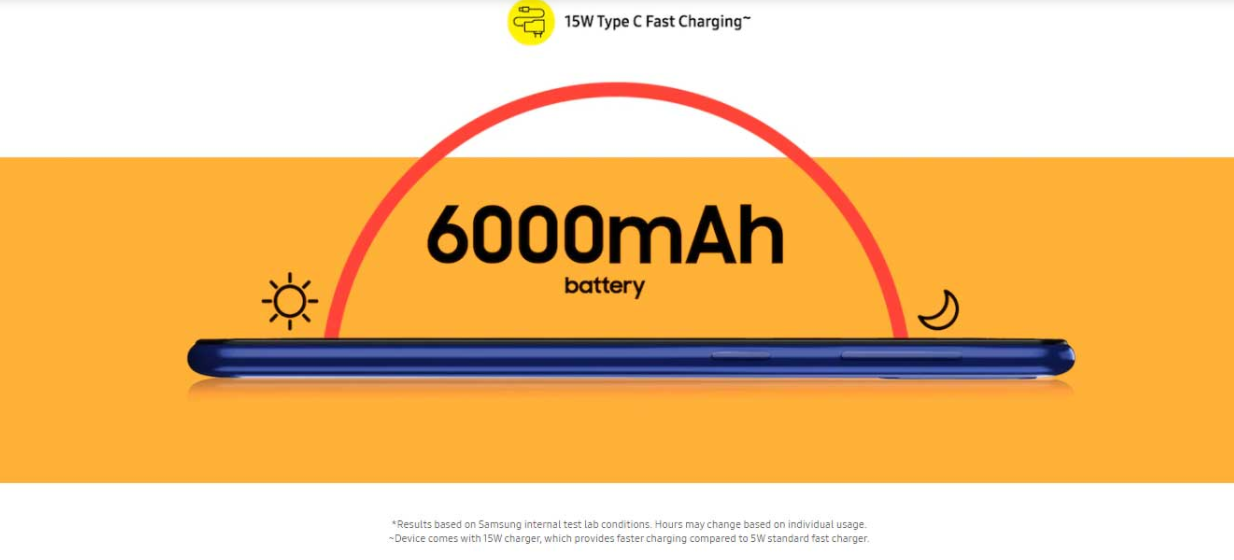 15W Type C Fast Charging~
6000mAh
battery
*Results based on Samsung internal test lab conditions. Hours may change based on individual usage.
~Device comes with 15W charger, which provides faster charging compared to 5W standard fast charger.